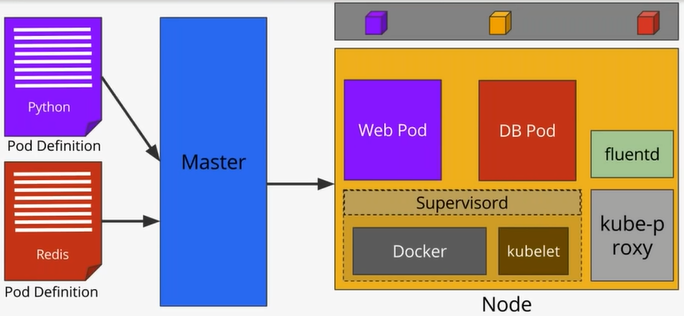 Python
Pod Definition
Redis
Pod Definition
Master
Web Pod
DB Pod
fluentd
Supervisord
Docker
kubelet
kube-p
roxy
Node